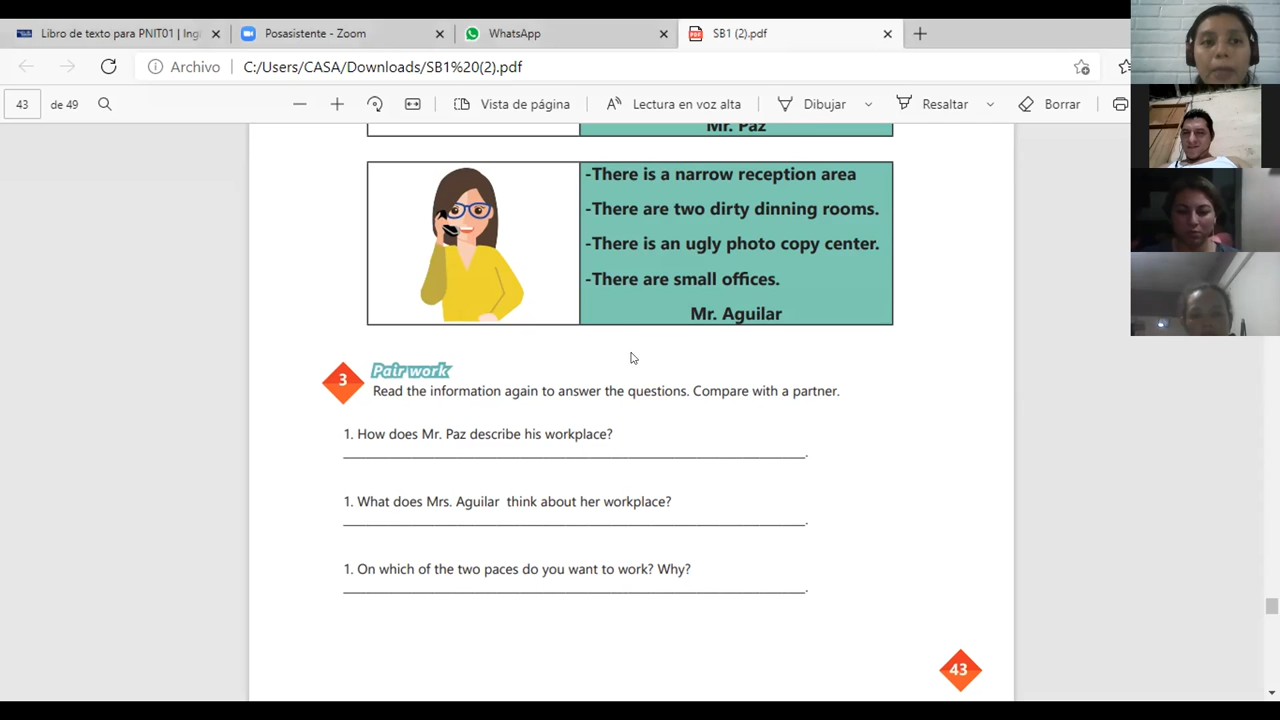 Libro de texto para PNIT01 | Ingl
Posasistente - Zoom
WhatsApp
SB1 (2).pdf
Archivo
C:/Users/CASA/Downloads/SB1%20(2).pdf
43
de 49
Vista de página
Lectura en voz alta
Dibujar
Resaltar
Borrar
Mr. Paz
-There is a narrow reception area
-There are two dirty dinning rooms.
-There is an ugly photo copy center.
-There are small offices.
Mr. Aguilar
3
Pair work
Read the information again to answer the questions. Compare with a partner.
1. How does Mr. Paz describe his workplace?
1. What does Mrs. Aguilar think about her workplace?
1. On which of the two paces do you want to work? Why?
43